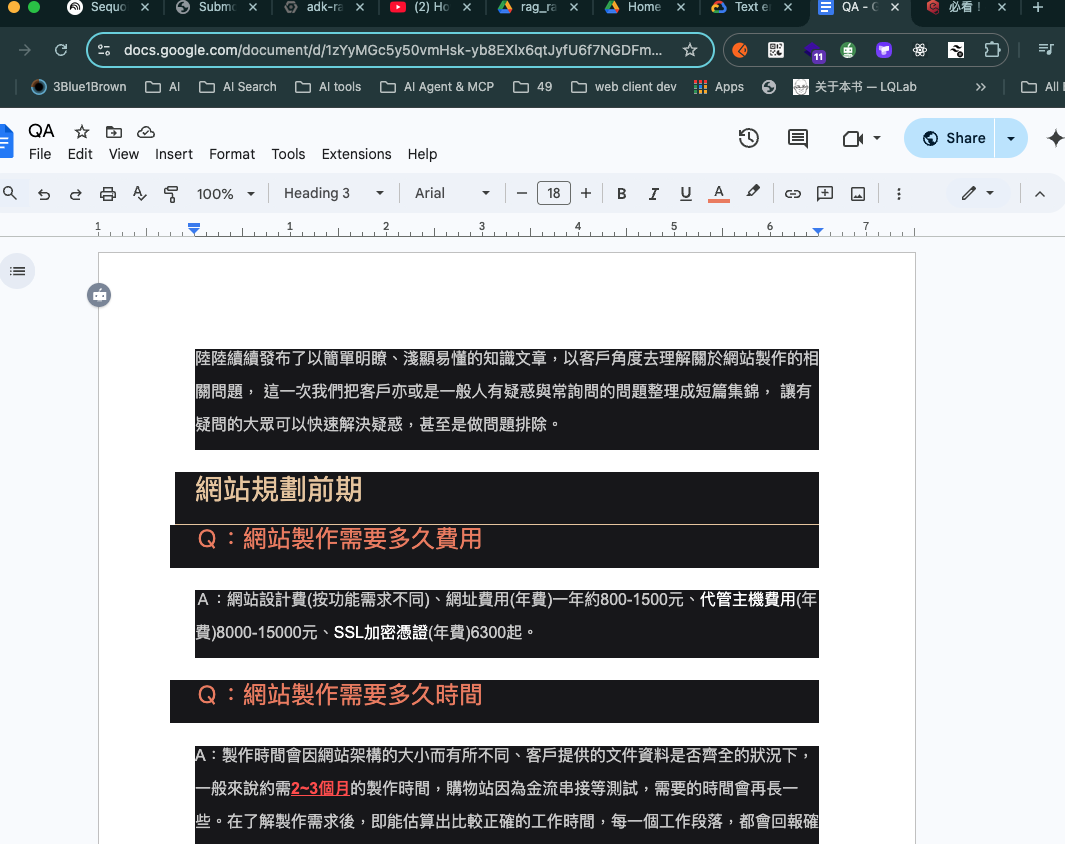 Sequo
Subm
adk-ra
(2) Ho
rag_ra
Home
Text e
QA - G
必看！
docs.google.com/document/d/1zYyMGc5y50vmHsk-yb8EXlx6qtJyfU6f7NGDFm...
11
3Blue1Brown
AI
AI Search
AI tools
AI Agent & MCP
49
web client dev
Apps
关于本书 — LQLab
All
QA
File Edit View Insert Format Tools Extensions Help
Share
100%
Heading 3
Arial
18
B I U A
1 1 2 3 4 5 6 7
陸陸續續發布了以簡單明瞭、淺顯易懂的知識文章，以客戶角度去理解關於網站製作的相
關問題， 這一次我們把客戶亦或是一般人有疑惑與常詢問的問題整理成短篇集錦， 讓有
疑問的大眾可以快速解決疑惑，甚至是做問題排除。
網站規劃前期
Ｑ：網站製作需要多久費用
Ａ：網站設計費(按功能需求不同)、網址費用(年費)一年約800-1500元、代管主機費用(年
費)8000-15000元、SSL加密憑證(年費)6300起。
Ｑ：網站製作需要多久時間
A：製作時間會因網站架構的大小而有所不同、客戶提供的文件資料是否齊全的狀況下，
一般來說約需2~3個月的製作時間，購物站因為金流串接等測試，需要的時間會再長一
些。在了解製作需求後，即能估算出比較正確的工作時間，每一個工作段落，都會回報確